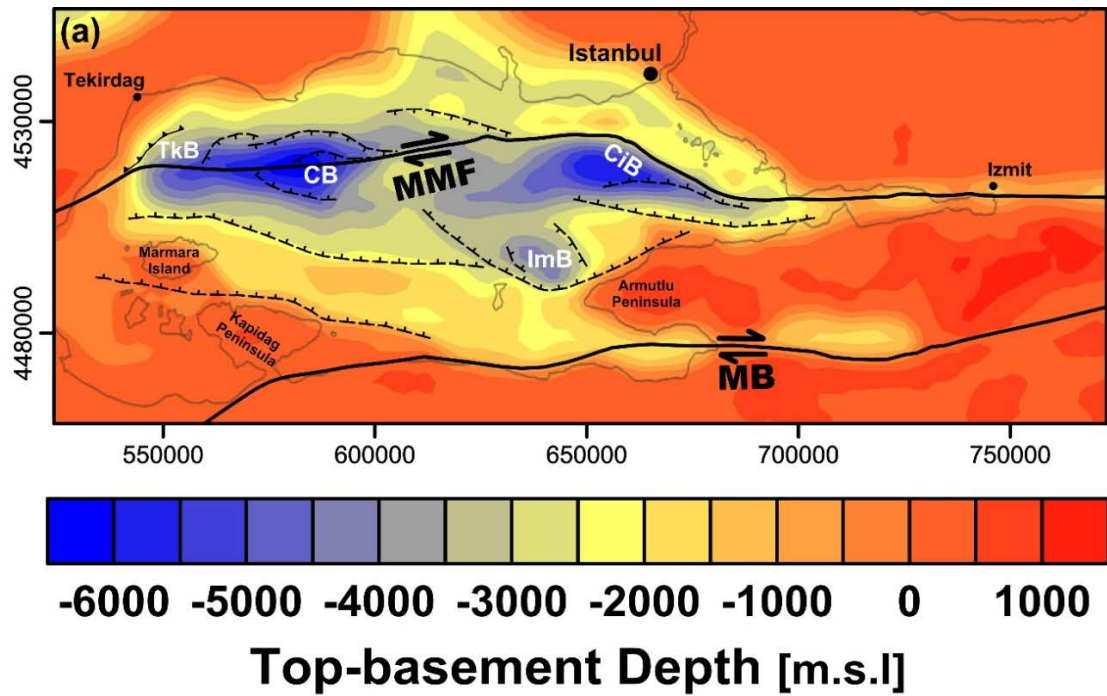 (a)
Istanbul
Tekirdag
4530000
TkB
CB
MMF
CiB
Izmit
ImB
Marmara
Island
Armutlu
Peninsula
Kapidag
Peninsula
4480000
MB
550000 600000 650000 700000 750000
-6000 -5000 -4000 -3000 -2000 -1000 0 1000
Top-basement Depth [m.s.l]